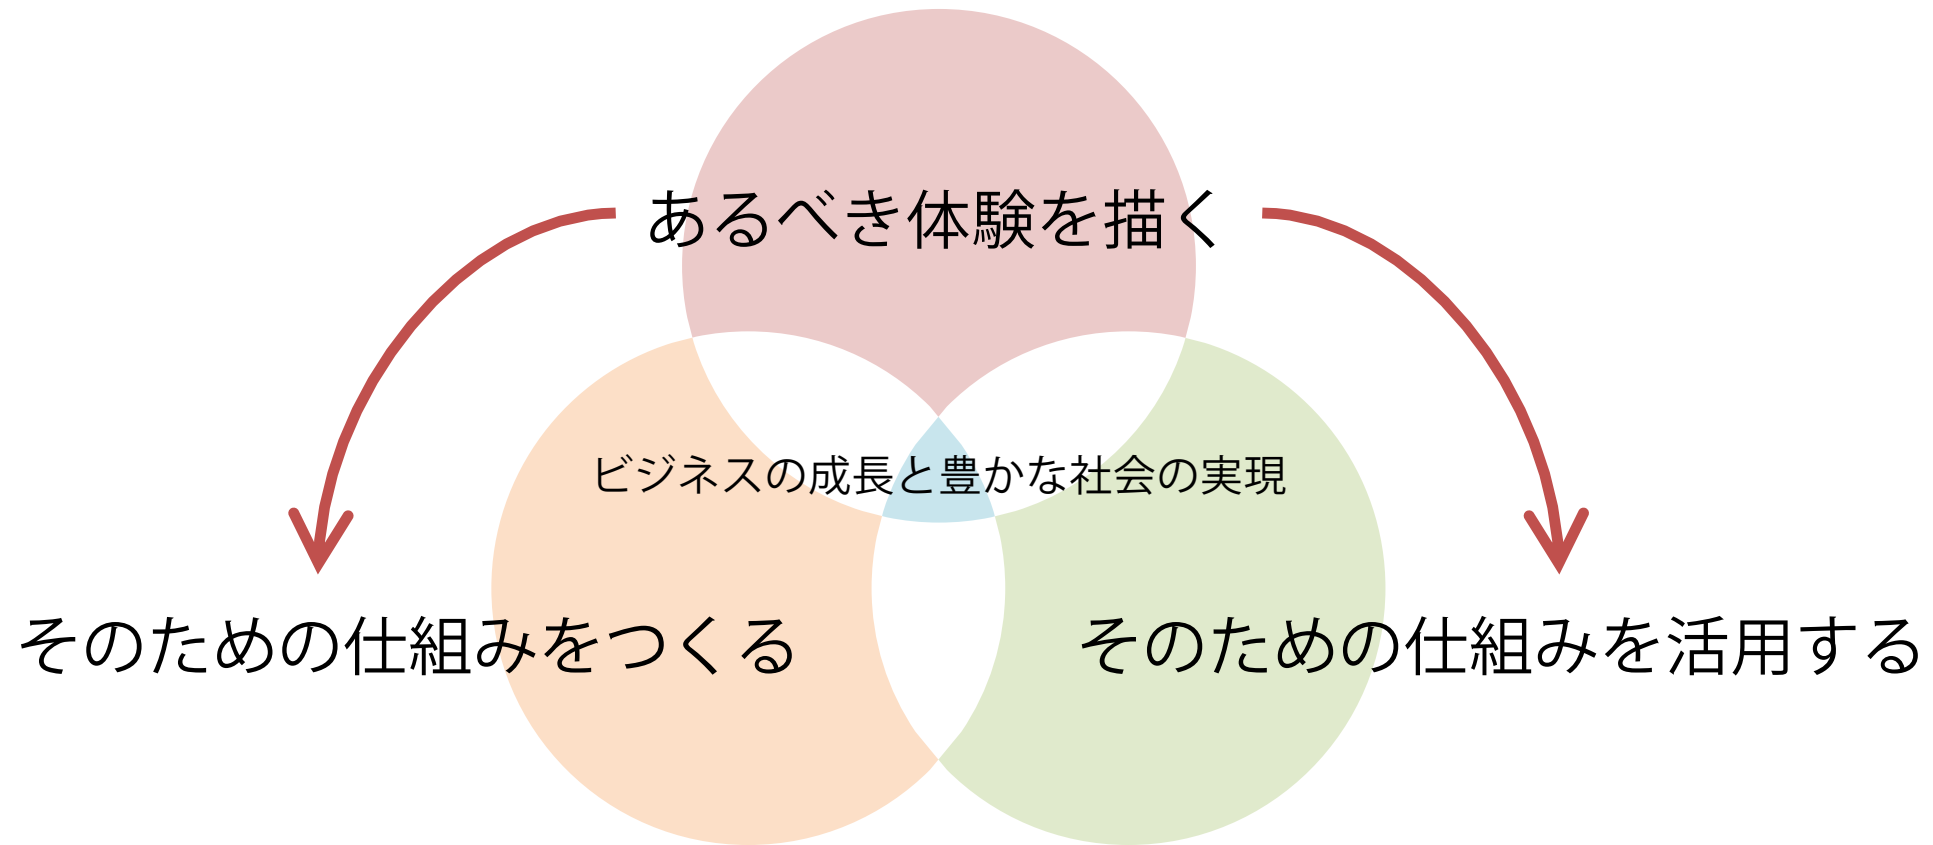 あるべき体験を描く
ビジネスの成長と豊かな社会の実現
そのための仕組みをつくる
そのための仕組みを活用する